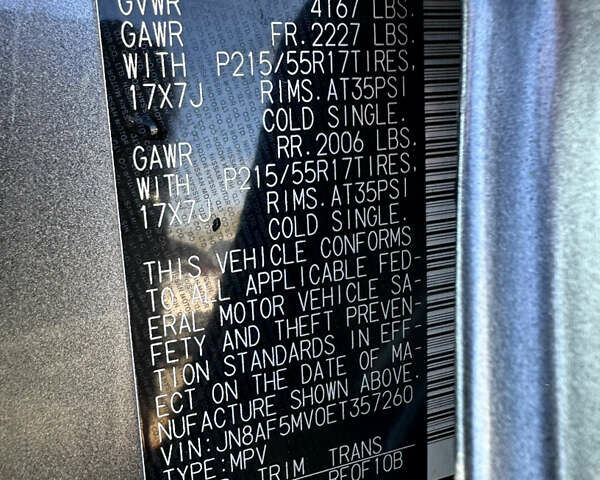 GVWR 4167 LBS.
GAWR FR. 2227 LBS
WITH P215/55R17TIRES,
17X7J RIMS. AT35PSI
COLD SINGLE.
GAWR RR. 2006 LBS.
WITH P215/55R17TIRES,
17X7J RIMS. AT35PSI
COLD SINGLE.
THIS VEHICLE CONFORMS
TO ALL APPLICABLE FED-
ERAL MOTOR VEHICLE SA-
FETY AND THEFT PREVEN-
TION STANDARDS IN EFF-
ECT ON THE DATE OF MA-
NUFACTURE SHOWN ABOVE.
VIN:JN8AF5MV0ET357260
TYPE:MPV
TRIM TRANS